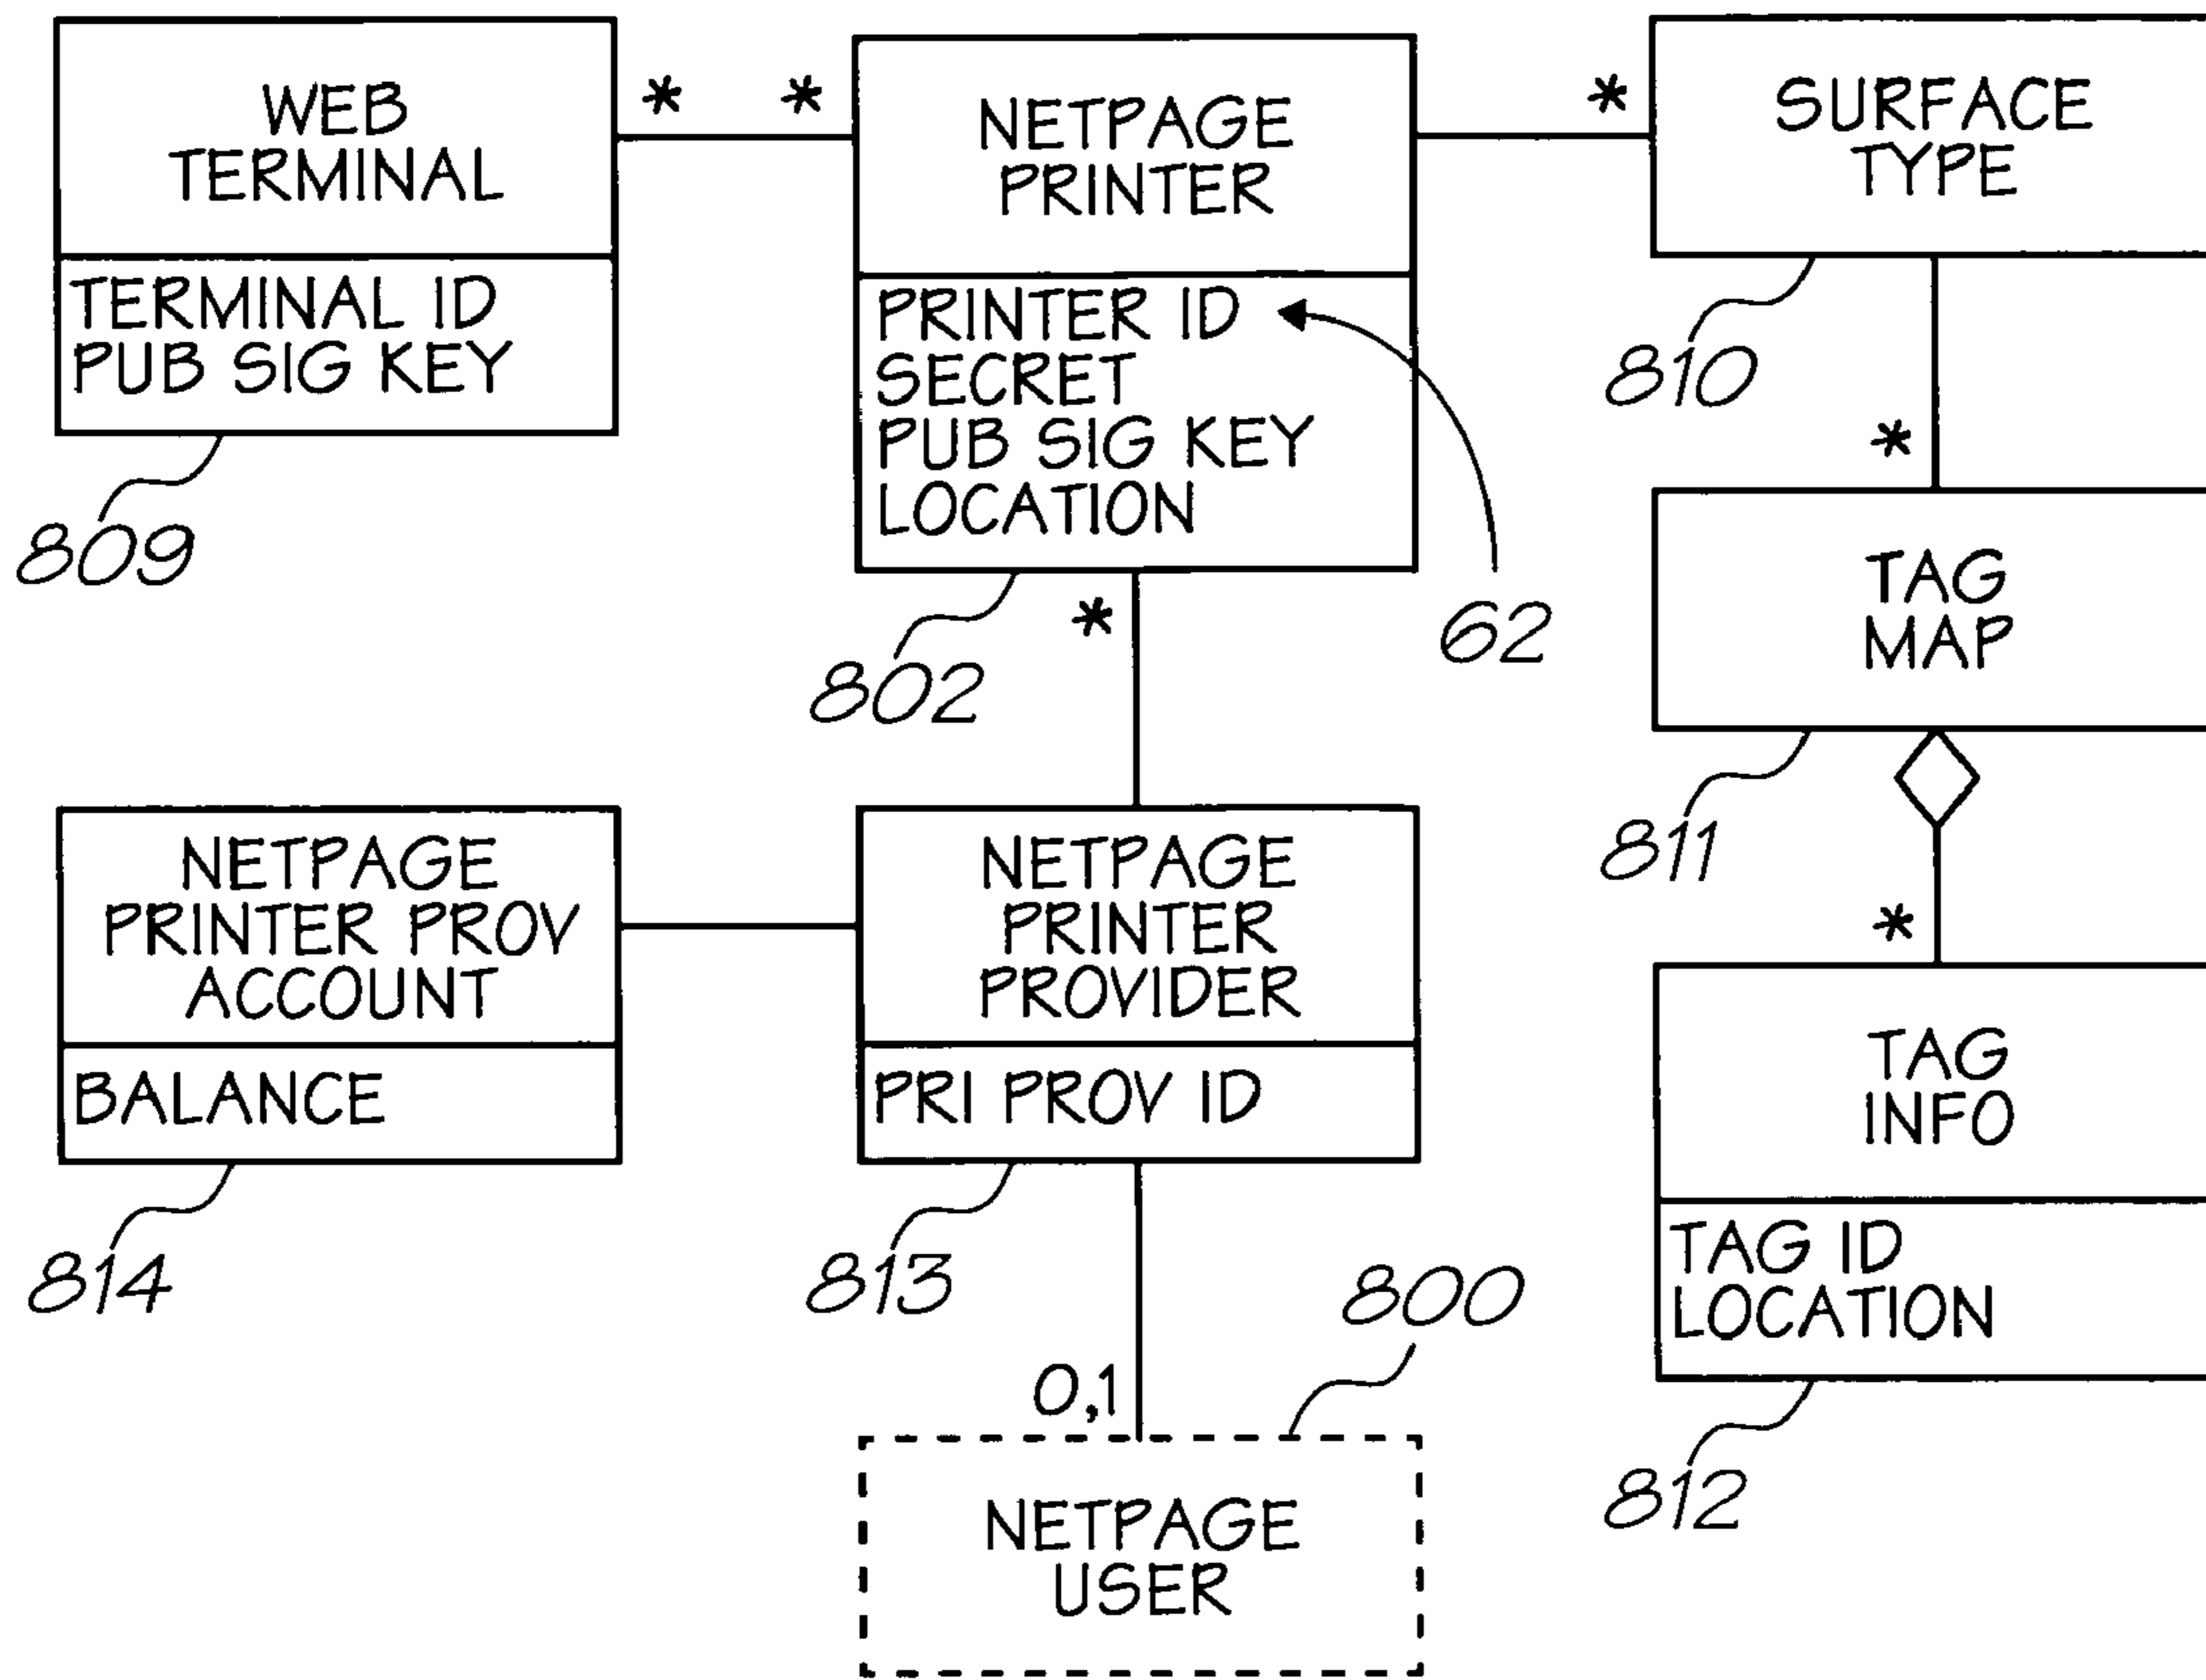 WEB
TERMINAL
TERMINAL ID
PUB SIG KEY
809
*
*
NETPAGE
PRINTER
PRINTER ID
SECRET
PUB SIG KEY
LOCATION
802
62
*
*
SURFACE
TYPE
810
*
TAG
MAP
811
*
TAG
INFO
TAG ID
LOCATION
812
NETPAGE
PRINTER PROV
ACCOUNT
BALANCE
814
NETPAGE
PRINTER
PROVIDER
PRI PROV ID
813
800
0,1
NETPAGE
USER